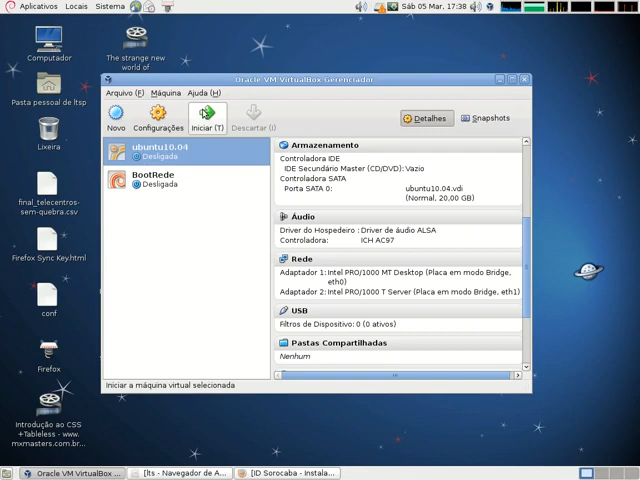 Aplicativos Locais Sistema Sáb 05 Mar, 17:38
Computador
The strange new
world of
Pasta pessoal de ltsp
Lixeira
final_telecentros-
sem-quebra.csv
Firefox Sync Key.html
conf
Firefox
Introdução ao CSS
+Tableless - www.
mxmasters.com.br...
Oracle VM VirtualBox Gerenciador
Arquivo (F) Máquina Ajuda (H)
Novo Configurações Iniciar (T) Descartar (I) Detalhes Snapshots
ubuntu10.04
Desligada
BootRede
Desligada
Armazenamento
Controladora IDE
IDE Secundário Master (CD/DVD): Vazio
Controladora SATA
Porta SATA 0: ubuntu10.04.vdi
(Normal, 20,00 GB)
Áudio
Driver do Hospedeiro : Driver de áudio ALSA
Controladora: ICH AC97
Rede
Adaptador 1: Intel PRO/1000 MT Desktop (Placa em modo Bridge,
eth0)
Adaptador 2: Intel PRO/1000 T Server (Placa em modo Bridge, eth1)
USB
Filtros de Dispositivo: 0 (0 ativos)
Pastas Compartilhadas
Nenhum
Iniciar a máquina virtual selecionada
Oracle VM VirtualBox ... [lts - Navegador de A... [ID Sorocaba - Instala...